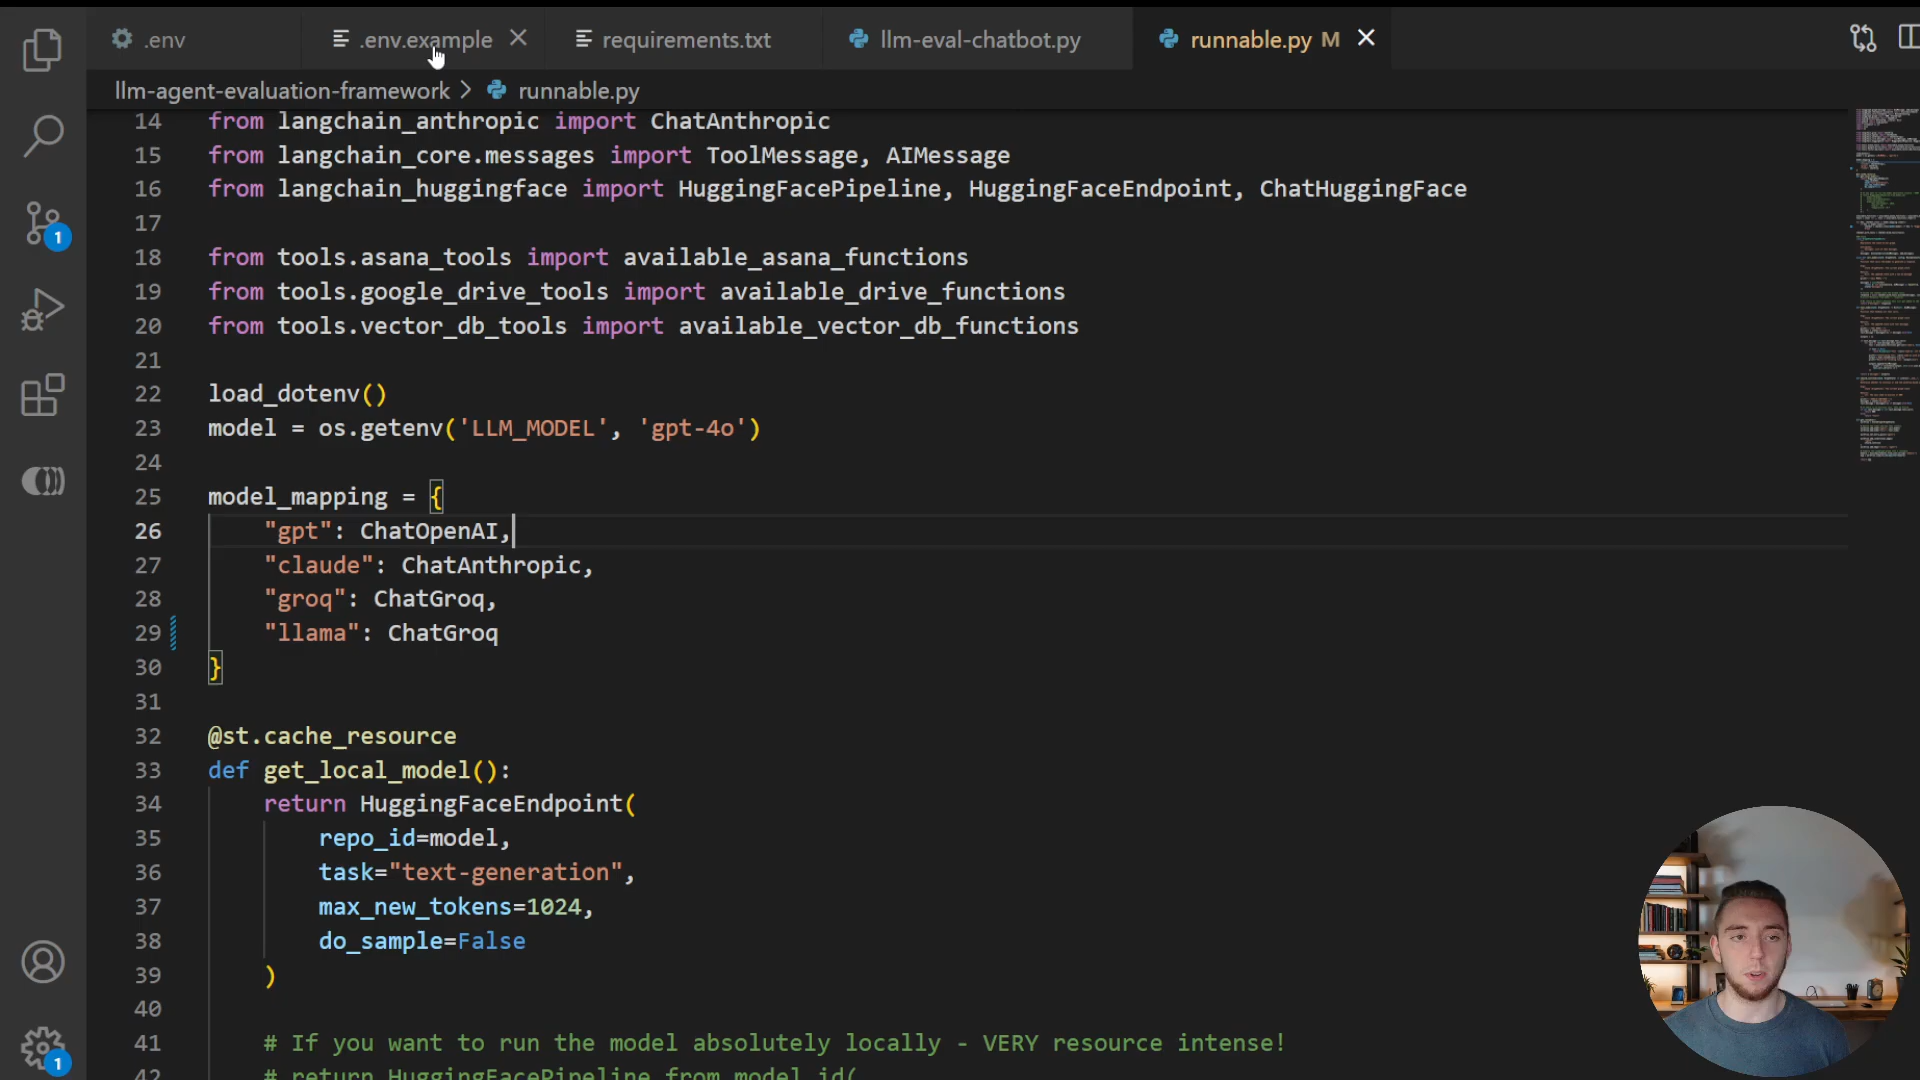 .env
.env.example
requirements.txt
llm-eval-chatbot.py
runnable.py M
llm-agent-evaluation-framework > runnable.py
14 from langchain_anthropic import ChatAnthropic
15 from langchain_core.messages import ToolMessage, AIMessage
16 from langchain_huggingface import HuggingFacePipeline, HuggingFaceEndpoint, ChatHuggingFace
17
18 from tools.asana_tools import available_asana_functions
19 from tools.google_drive_tools import available_drive_functions
20 from tools.vector_db_tools import available_vector_db_functions
21
22 load_dotenv()
23 model = os.getenv('LLM_MODEL', 'gpt-4o')
24
25 model_mapping = {
26 "gpt": ChatOpenAI,
27 "claude": ChatAnthropic,
28 "groq": ChatGroq,
29 "llama": ChatGroq
30 }
31
32 @st.cache_resource
33 def get_local_model():
34 return HuggingFaceEndpoint(
35 repo_id=model,
36 task="text-generation",
37 max_new_tokens=1024,
38 do_sample=False
39 )
40
41 # If you want to run the model absolutely locally - VERY resource intense!
42 # return HuggingFacePipeline.from_model_id(
1
1